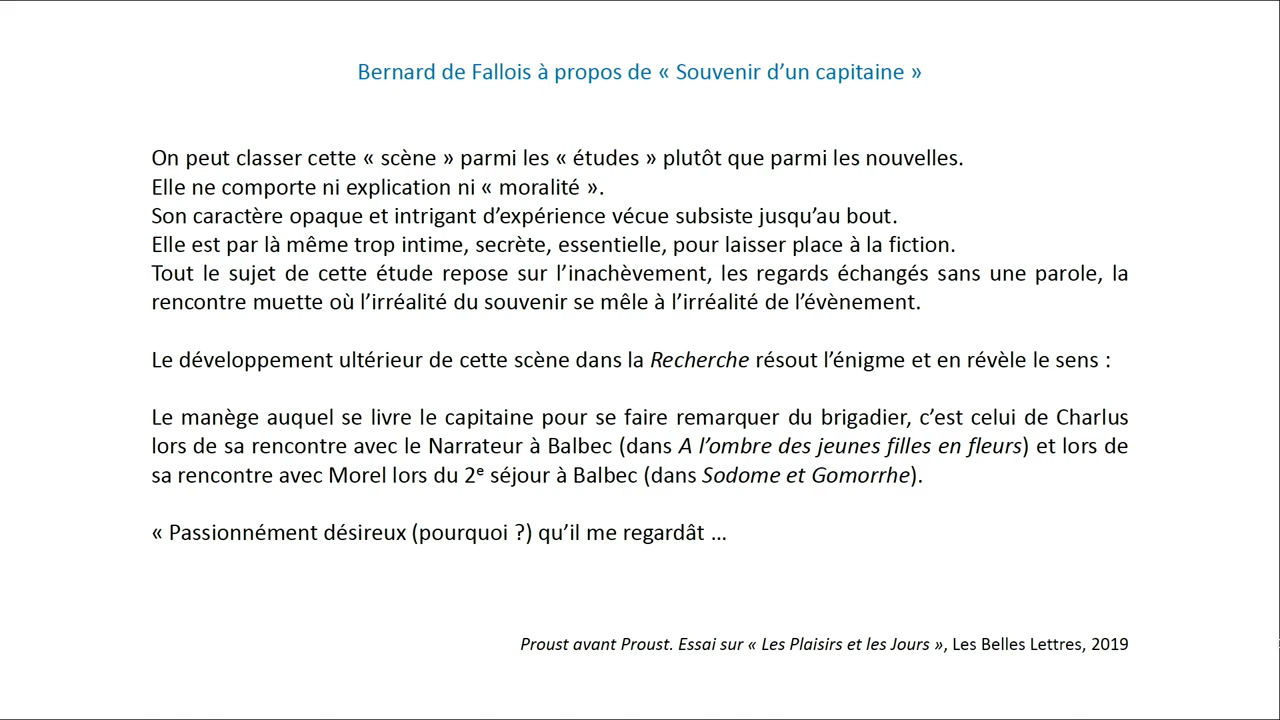 Bernard de Fallois à propos de « Souvenir d’un capitaine »
On peut classer cette « scène » parmi les « études » plutôt que parmi les nouvelles.
Elle ne comporte ni explication ni « moralité ».
Son caractère opaque et intrigant d’expérience vécue subsiste jusqu’au bout.
Elle est par là même trop intime, secrète, essentielle, pour laisser place à la fiction.
Tout le sujet de cette étude repose sur l’inachèvement, les regards échangés sans une parole, la
rencontre muette où l’irréalité du souvenir se mêle à l’irréalité de l’évènement.
Le développement ultérieur de cette scène dans la Recherche résout l’énigme et en révèle le sens :
Le manège auquel se livre le capitaine pour se faire remarquer du brigadier, c’est celui de Charlus
lors de sa rencontre avec le Narrateur à Balbec (dans A l’ombre des jeunes filles en fleurs) et lors de
sa rencontre avec Morel lors du 2e séjour à Balbec (dans Sodome et Gomorrhe).
« Passionnément désireux (pourquoi ?) qu’il me regardât …
Proust avant Proust. Essai sur « Les Plaisirs et les Jours », Les Belles Lettres, 2019